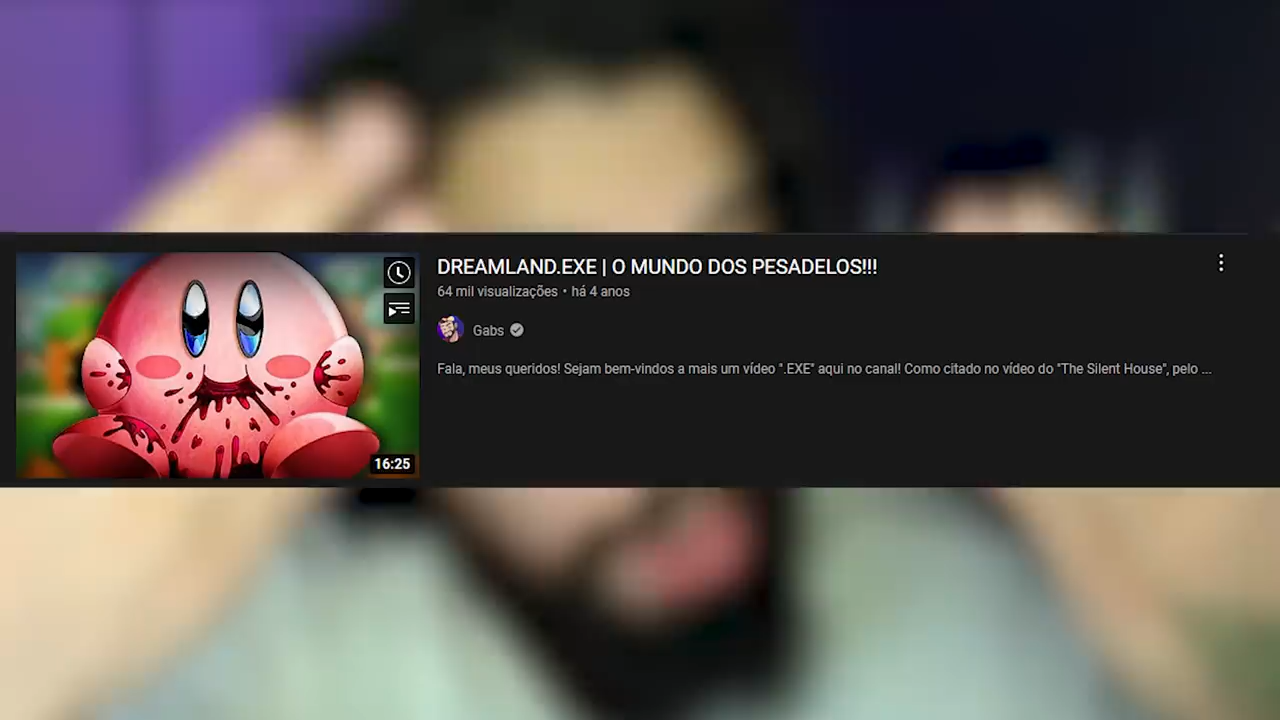 DREAMLAND.EXE | O MUNDO DOS PESADELOS!!!
64 mil visualizações • há 4 anos
Gabs
Fala, meus queridos! Sejam bem-vindos a mais um vídeo ".EXE" aqui no canal! Como citado no vídeo do "The Silent House", pelo ...
16:25